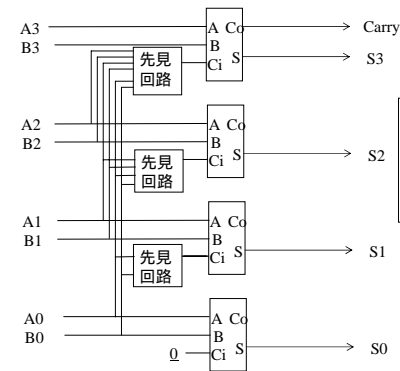 A3 A Co Carry
B3 B
先見 回路 Ci S S3
A2 A Co
B2 B
先見 回路 Ci S S2
A1 A Co
B1 B
先見 回路 Ci S S1
A0 A Co
B0 B
0 Ci S S0